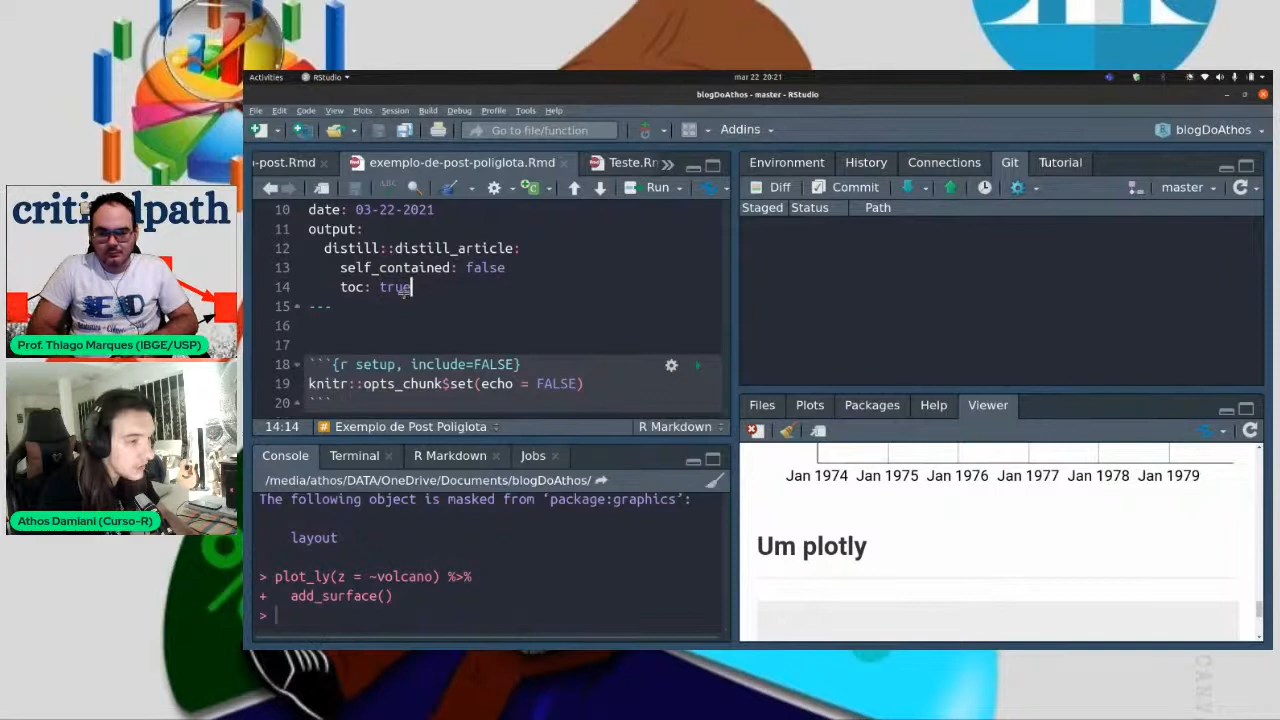 Activities
RStudio
mar 22 20:21
blogDoAthos - master - RStudio
File Edit Code View Plots Session Build Debug Profile Tools Help
Go to file/function
Addins
blogDoAthos
-post.Rmd
exemplo-de-post-poliglota.Rmd
Teste.Rr
Run
10 date: 03-22-2021
11 output:
12 distill::distill_article:
13 self_contained: false
14 toc: true
15 ---
16
17
18 ```{r setup, include=FALSE}
19 knitr::opts_chunk$set(echo = FALSE)
20 ```
14:14
# Exemplo de Post Poliglota
R Markdown
Console Terminal R Markdown Jobs
/media/athos/DATA/OneDrive/Documents/blogDoAthos/
The following object is masked from ‘package:graphics’:
layout
> plot_ly(z = ~volcano) %>%
+ add_surface()
>
Environment History Connections Git Tutorial
Diff Commit master
Staged Status Path
Files Plots Packages Help Viewer
Jan 1974 Jan 1975 Jan 1976 Jan 1977 Jan 1978 Jan 1979
Um plotly
Prof. Thiago Marques (IBGE/USP)
Athos Damiani (Curso-R)
CANV